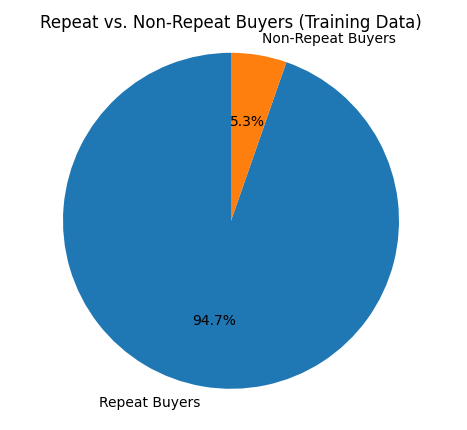 Repeat vs. Non-Repeat Buyers (Training Data)
Non-Repeat Buyers
5.3%
94.7%
Repeat Buyers